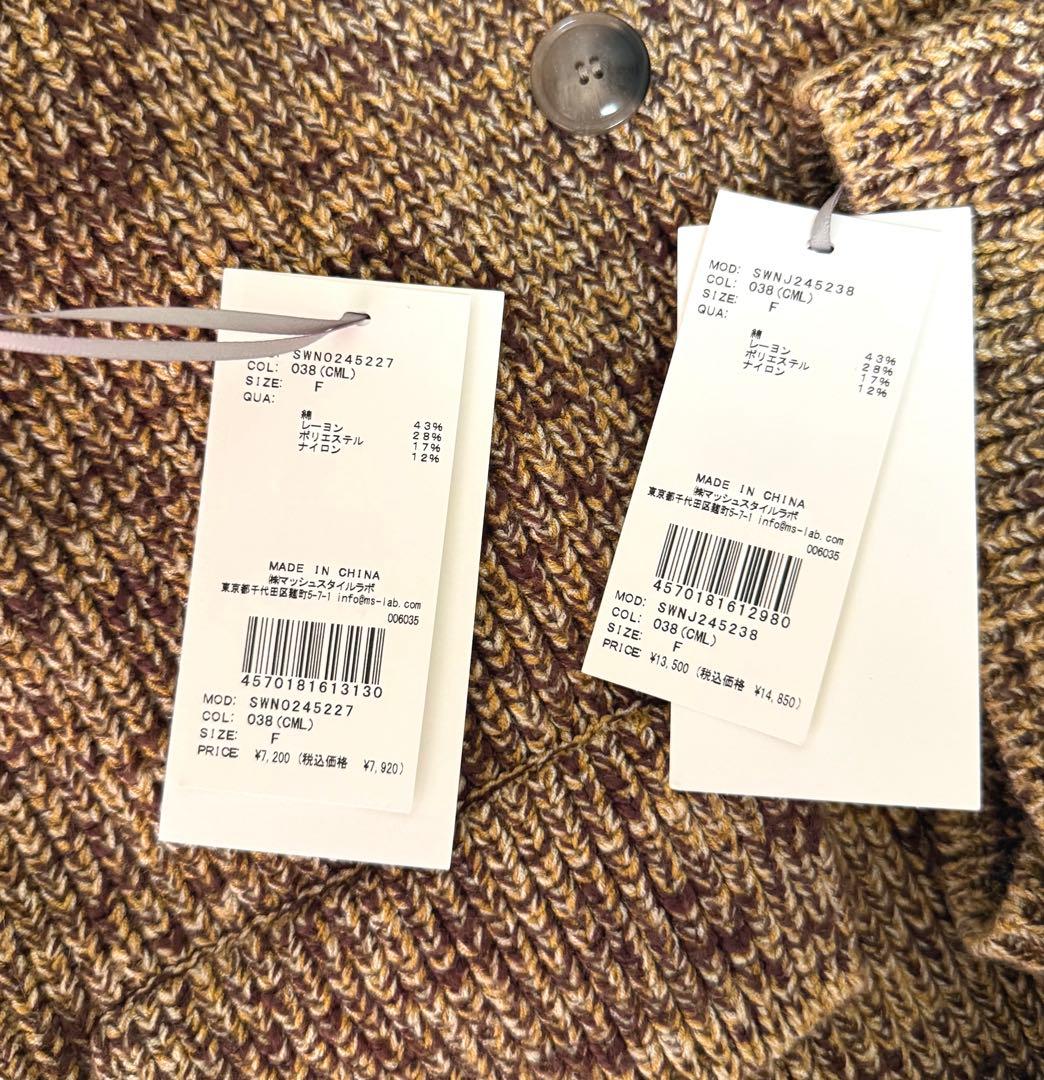 SWNO245227
COL: 038(CML)
SIZE: F
QUA:
綿 43%
レーヨン 28%
ポリエステル 17%
ナイロン 12%
MADE IN CHINA
㈱マッシュスタイルラボ
東京都千代田区麹町5-7-1 info@ms-lab.com
006035
4570181613130
MOD: SWNO245227
COL: 038(CML)
SIZE: F
PRICE: ¥7,200 (税込価格 ¥7,920)
MOD: SWNJ245238
COL: 038(CML)
SIZE: F
QUA:
綿 43%
レーヨン 28%
ポリエステル 17%
ナイロン 12%
MADE IN CHINA
㈱マッシュスタイルラボ
東京都千代田区麹町5-7-1 info@ms-lab.com
006035
4570181612980
MOD: SWNJ245238
COL: 038(CML)
SIZE: F
PRICE: ¥13,500 (税込価格 ¥14,850)